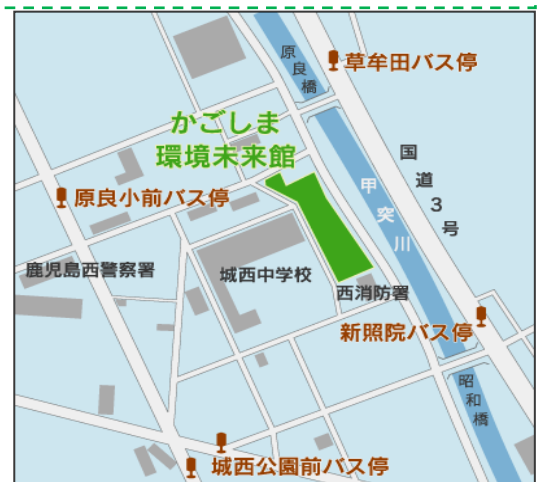 原良橋
草牟田バス停
かごしま
環境未来館
国道3号
甲突川
原良小前バス停
鹿児島西警察署
城西中学校
西消防署
新照院バス停
昭和橋
城西公園前バス停